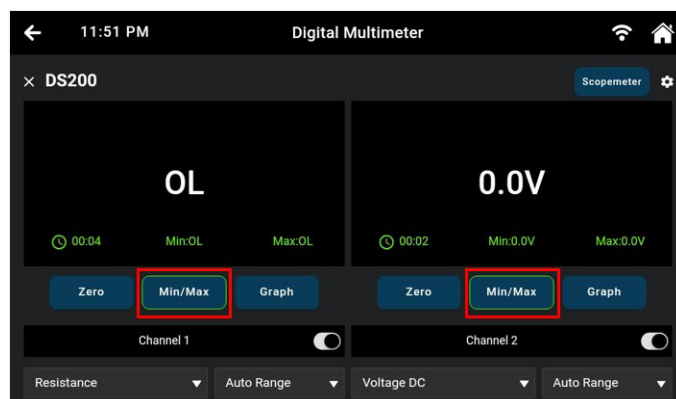 11:51 PM Digital Multimeter
× DS200 Scopemeter
OL 0.0V
00:04 Min:OL Max:OL 00:02 Min:0.0V Max:0.0V
Zero Min/Max Graph Zero Min/Max Graph
Channel 1 Channel 2
Resistance Auto Range Voltage DC Auto Range